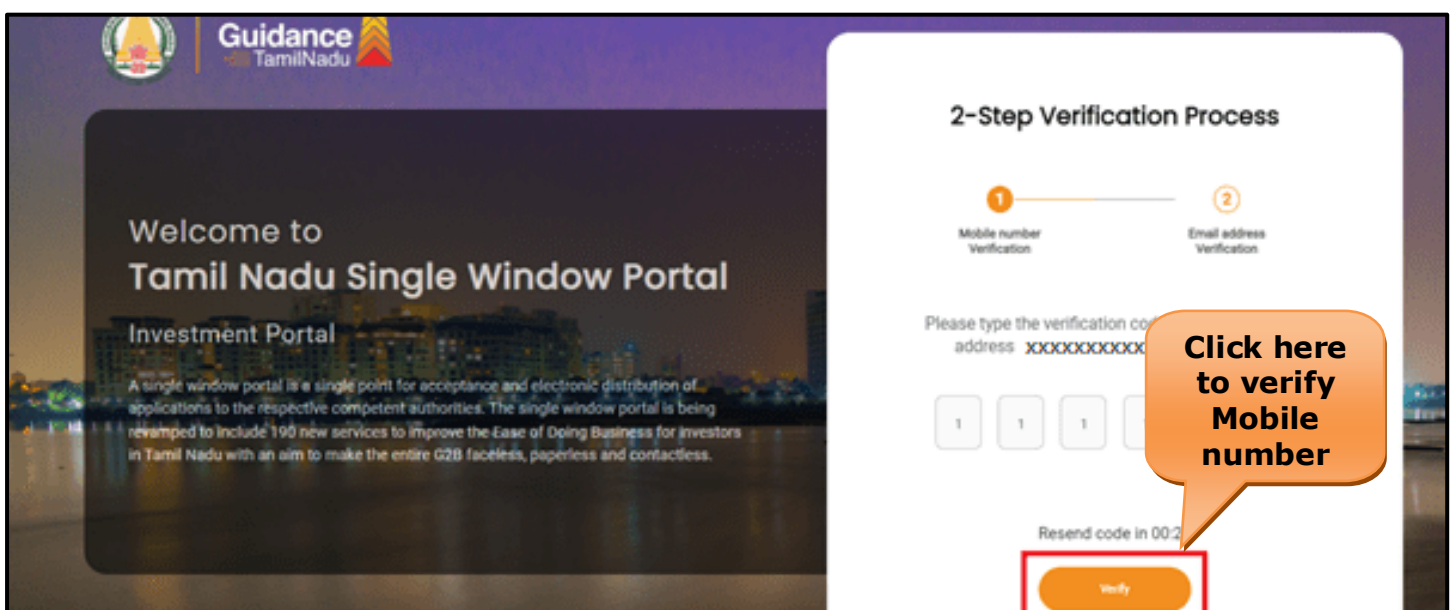 Guidance
TamilNadu
Welcome to
Tamil Nadu Single Window Portal
Investment Portal
A single window portal is a single point for acceptance and electronic distribution of
applications to the respective competent authorities. The single window portal is being
revamped to include 190 new services to improve the Ease of Doing Business for investors
in Tamil Nadu with an aim to make the entire G2B faceless, paperless and contactless.
2-Step Verification Process
1
2
Mobile number
Verification
Email address
Verification
Please type the verification
address xxxxxxxxxx
1 1 1
Click here
to verify
Mobile
number
Resend code in 00:2
Verify